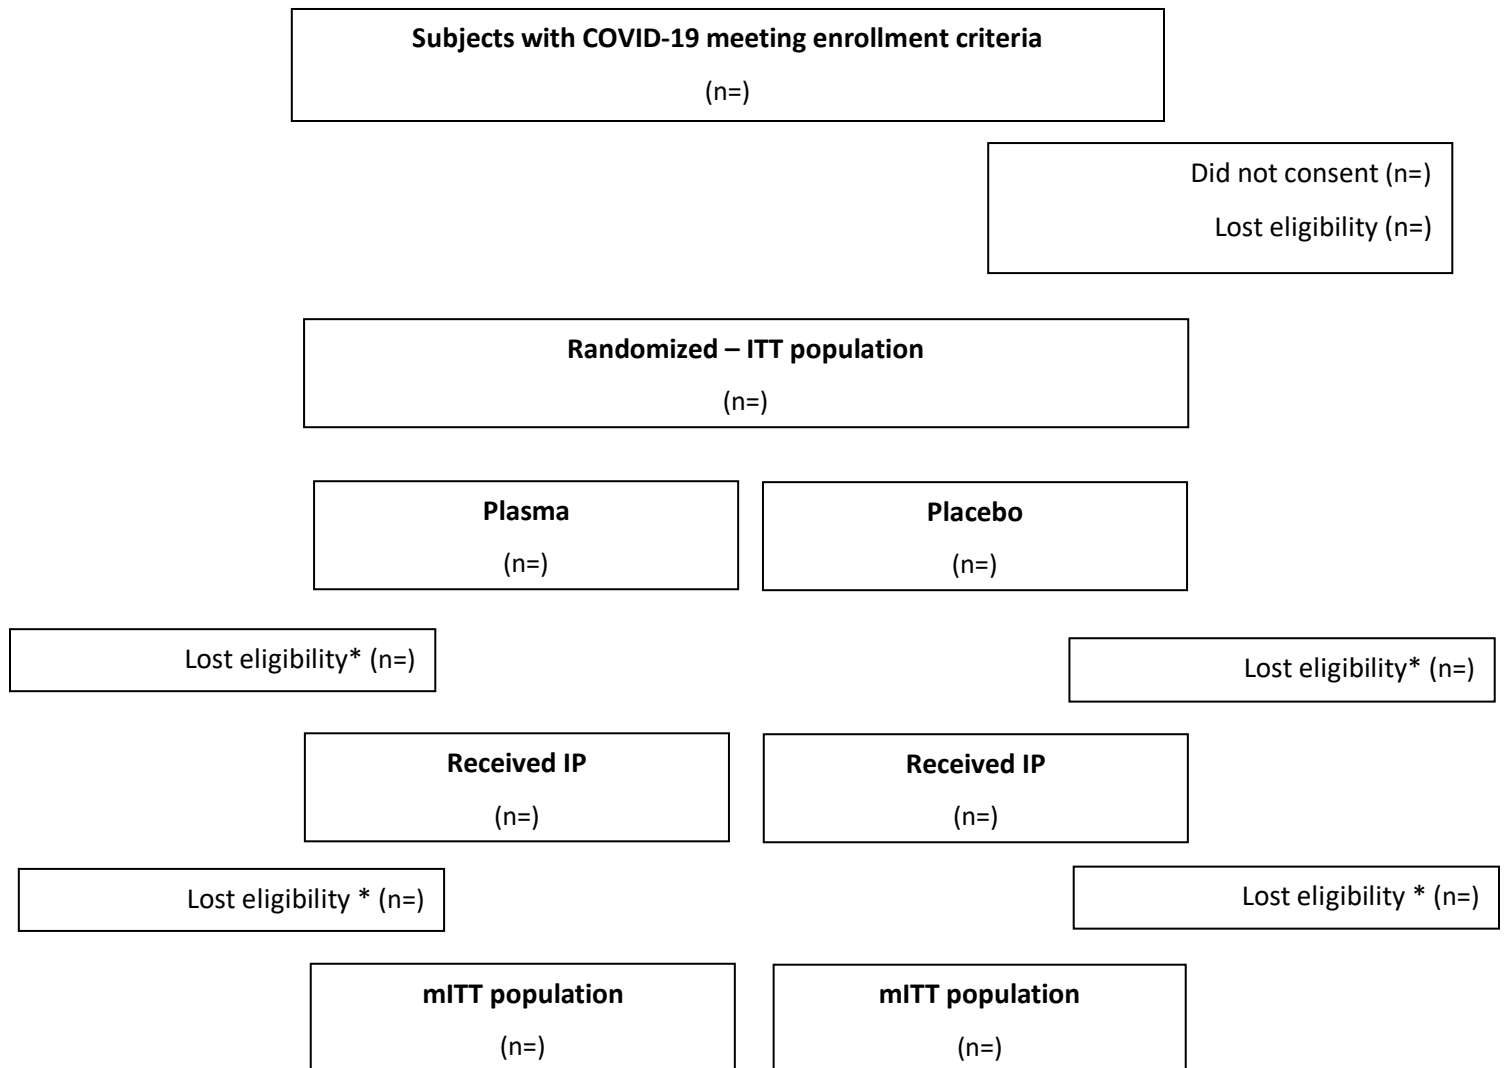 Subjects with COVID-19 meeting enrollment criteria
(n=)
Did not consent (n=)
Lost eligibility (n=)
Randomized – ITT population
(n=)
Plasma
(n=)
Placebo
(n=)
Lost eligibility* (n=)
Lost eligibility* (n=)
Received IP
(n=)
Received IP
(n=)
Lost eligibility * (n=)
Lost eligibility * (n=)
mITT population
(n=)
mITT population
(n=)